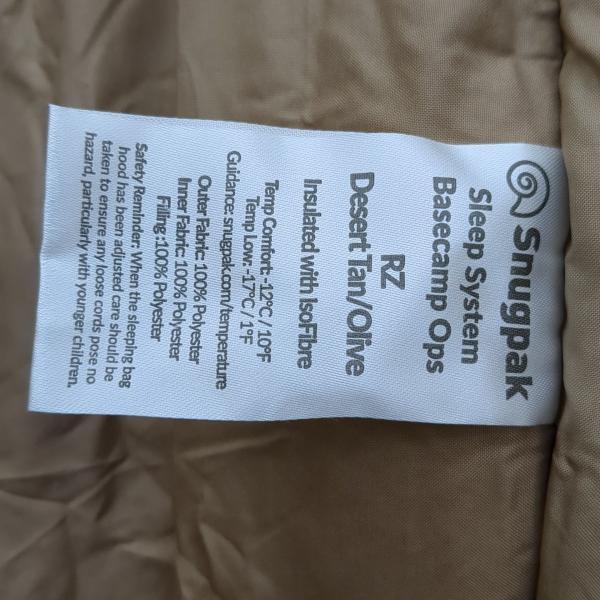 Snugpak
Sleep System
Basecamp Ops
RZ
Desert Tan/Olive
Insulated with IsoFibre
Temp Comfort: -12°C / 10°F
Temp Low: -17°C / 1°F
Guidance: snugpak.com/temperature
Outer Fabric: 100% Polyester
Inner Fabric: 100% Polyester
Filling :100% Polyester
Safety Reminder: When the sleeping bag
hood has been adjusted care should be
taken to ensure any loose cords pose no
hazard, particularly with younger children.